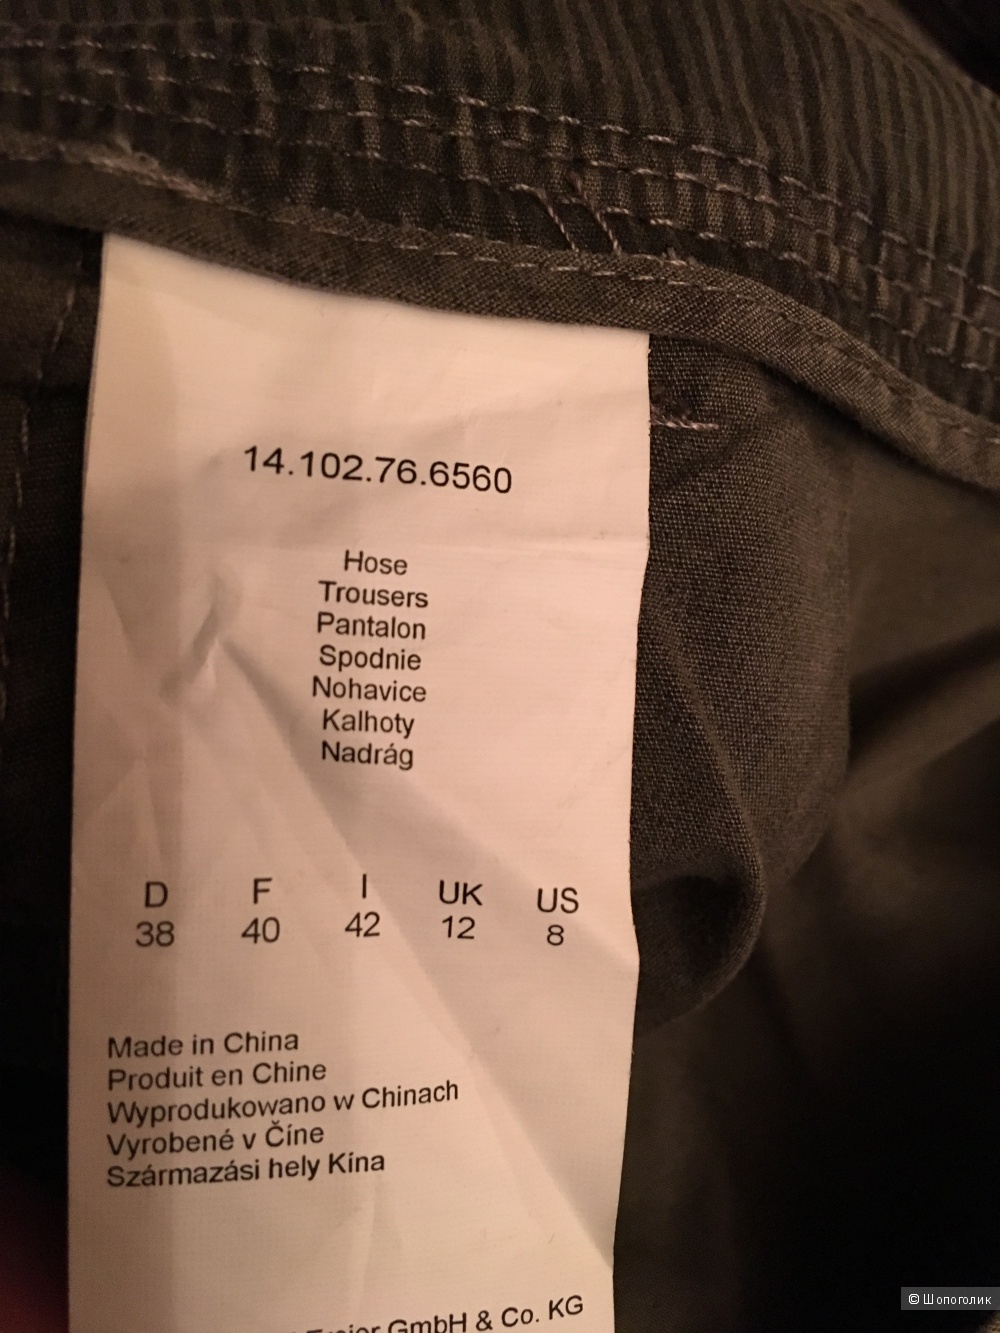 14.102.76.6560
Hose
Trousers
Pantalon
Spodnie
Nohavice
Kalhoty
Nadrág
D F I UK US
38 40 42 12 8
Made in China
Produit en Chine
Wyprodukowano w Chinach
Vyrobené v Číne
Származási hely Kína
GmbH & Co. KG
© Шопоголик